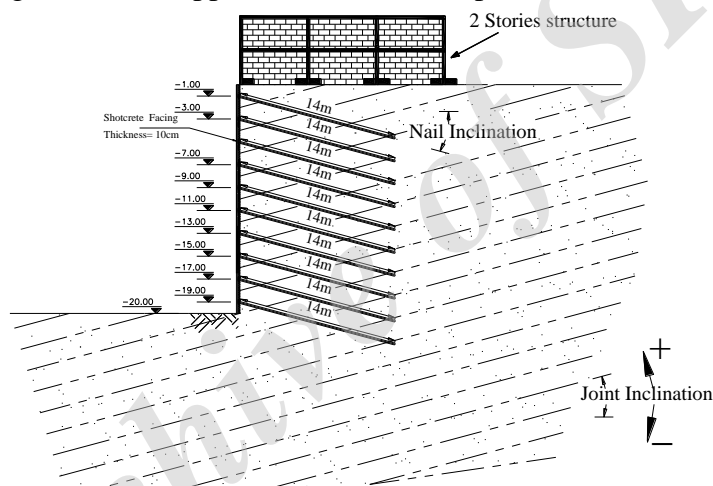 2 Stories structure
-1.00
14m
-3.00
14m
Shotcrete Facing
Thickness= 10cm
Nail Inclination
14m
-7.00
14m
-9.00
14m
-11.00
14m
-13.00
14m
-15.00
14m
-17.00
14m
-19.00
14m
-20.00
+
Joint Inclination
−
chive of